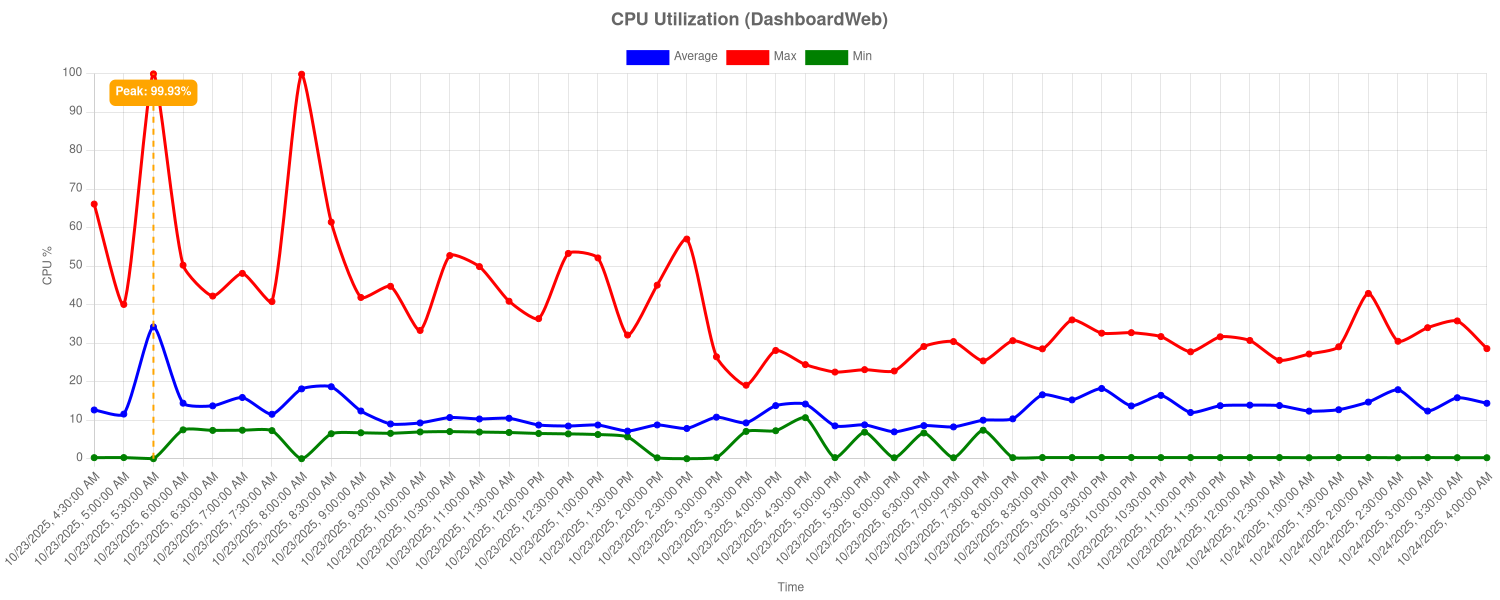 CPU Utilization (DashboardWeb)
Average Max Min
100
Peak: 99.93%
90
80
70
60
50
40
30
20
10
0
CPU %
10/23/2025, 4:30:00 AM
10/23/2025, 5:00:00 AM
10/23/2025, 5:30:00 AM
10/23/2025, 6:00:00 AM
10/23/2025, 6:30:00 AM
10/23/2025, 7:00:00 AM
10/23/2025, 7:30:00 AM
10/23/2025, 8:00:00 AM
10/23/2025, 8:30:00 AM
10/23/2025, 9:00:00 AM
10/23/2025, 9:30:00 AM
10/23/2025, 10:00:00 AM
10/23/2025, 10:30:00 AM
10/23/2025, 11:00:00 AM
10/23/2025, 11:30:00 AM
10/23/2025, 12:00:00 PM
10/23/2025, 12:30:00 PM
10/23/2025, 1:00:00 PM
10/23/2025, 1:30:00 PM
10/23/2025, 2:00:00 PM
10/23/2025, 2:30:00 PM
10/23/2025, 3:00:00 PM
10/23/2025, 3:30:00 PM
10/23/2025, 4:00:00 PM
10/23/2025, 4:30:00 PM
10/23/2025, 5:00:00 PM
10/23/2025, 5:30:00 PM
10/23/2025, 6:00:00 PM
10/23/2025, 6:30:00 PM
10/23/2025, 7:00:00 PM
10/23/2025, 7:30:00 PM
10/23/2025, 8:00:00 PM
10/23/2025, 8:30:00 PM
10/23/2025, 9:00:00 PM
10/23/2025, 9:30:00 PM
10/23/2025, 10:00:00 PM
10/23/2025, 10:30:00 PM
10/23/2025, 11:00:00 PM
10/23/2025, 11:30:00 PM
10/24/2025, 12:00:00 AM
10/24/2025, 12:30:00 AM
10/24/2025, 1:00:00 AM
10/24/2025, 1:30:00 AM
10/24/2025, 2:00:00 AM
10/24/2025, 2:30:00 AM
10/24/2025, 3:00:00 AM
10/24/2025, 3:30:00 AM
10/24/2025, 4:00:00 AM
Time